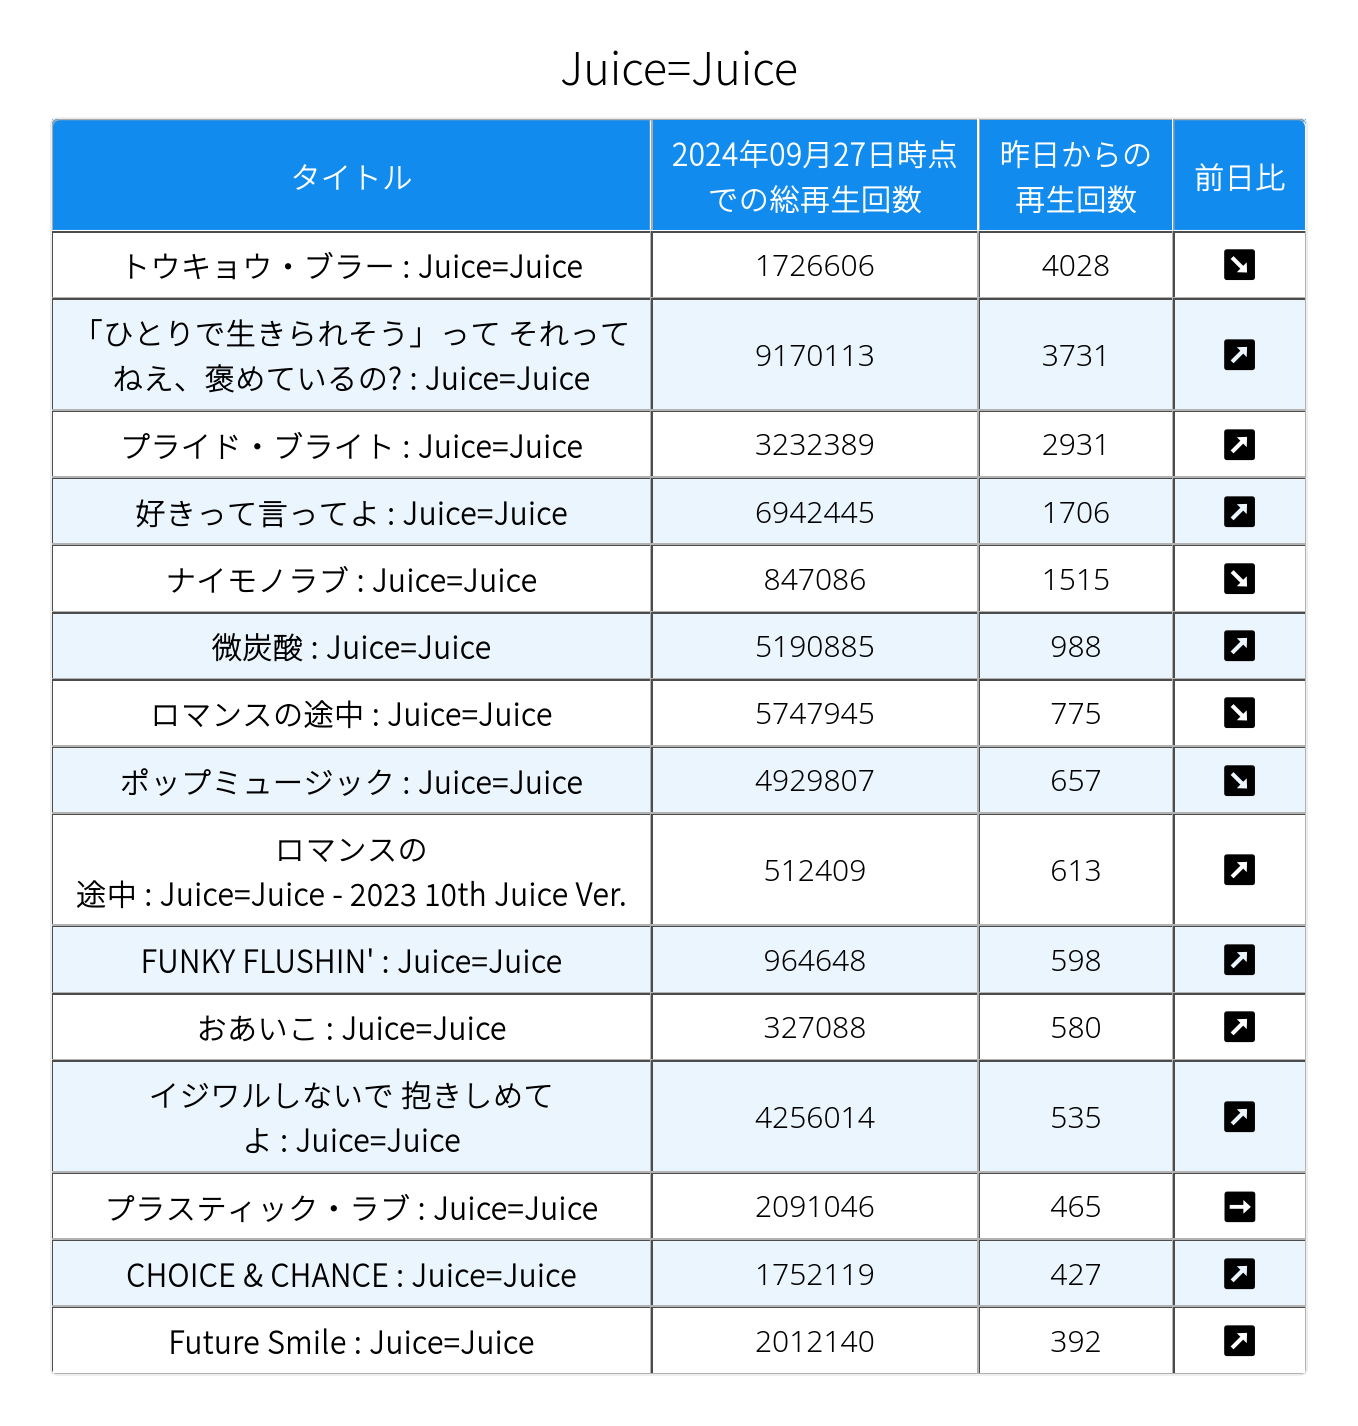 Juice=Juice
タイトル
2024年09月27日時点
での総再生回数
昨日からの
再生回数
前日比
トウキョウ・ブラー : Juice=Juice
1726606
4028
「ひとりで生きられそう」って それって
ねえ、褒めているの? : Juice=Juice
9170113
3731
プライド・ブライト : Juice=Juice
3232389
2931
好きって言ってよ : Juice=Juice
6942445
1706
ナイモノラブ : Juice=Juice
847086
1515
微炭酸 : Juice=Juice
5190885
988
ロマンスの途中 : Juice=Juice
5747945
775
ポップミュージック : Juice=Juice
4929807
657
ロマンスの
途中 : Juice=Juice - 2023 10th Juice Ver.
512409
613
FUNKY FLUSHIN' : Juice=Juice
964648
598
おあいこ : Juice=Juice
327088
580
イジワルしないで 抱きしめて
よ : Juice=Juice
4256014
535
プラスティック・ラブ : Juice=Juice
2091046
465
CHOICE & CHANCE : Juice=Juice
1752119
427
Future Smile : Juice=Juice
2012140
392